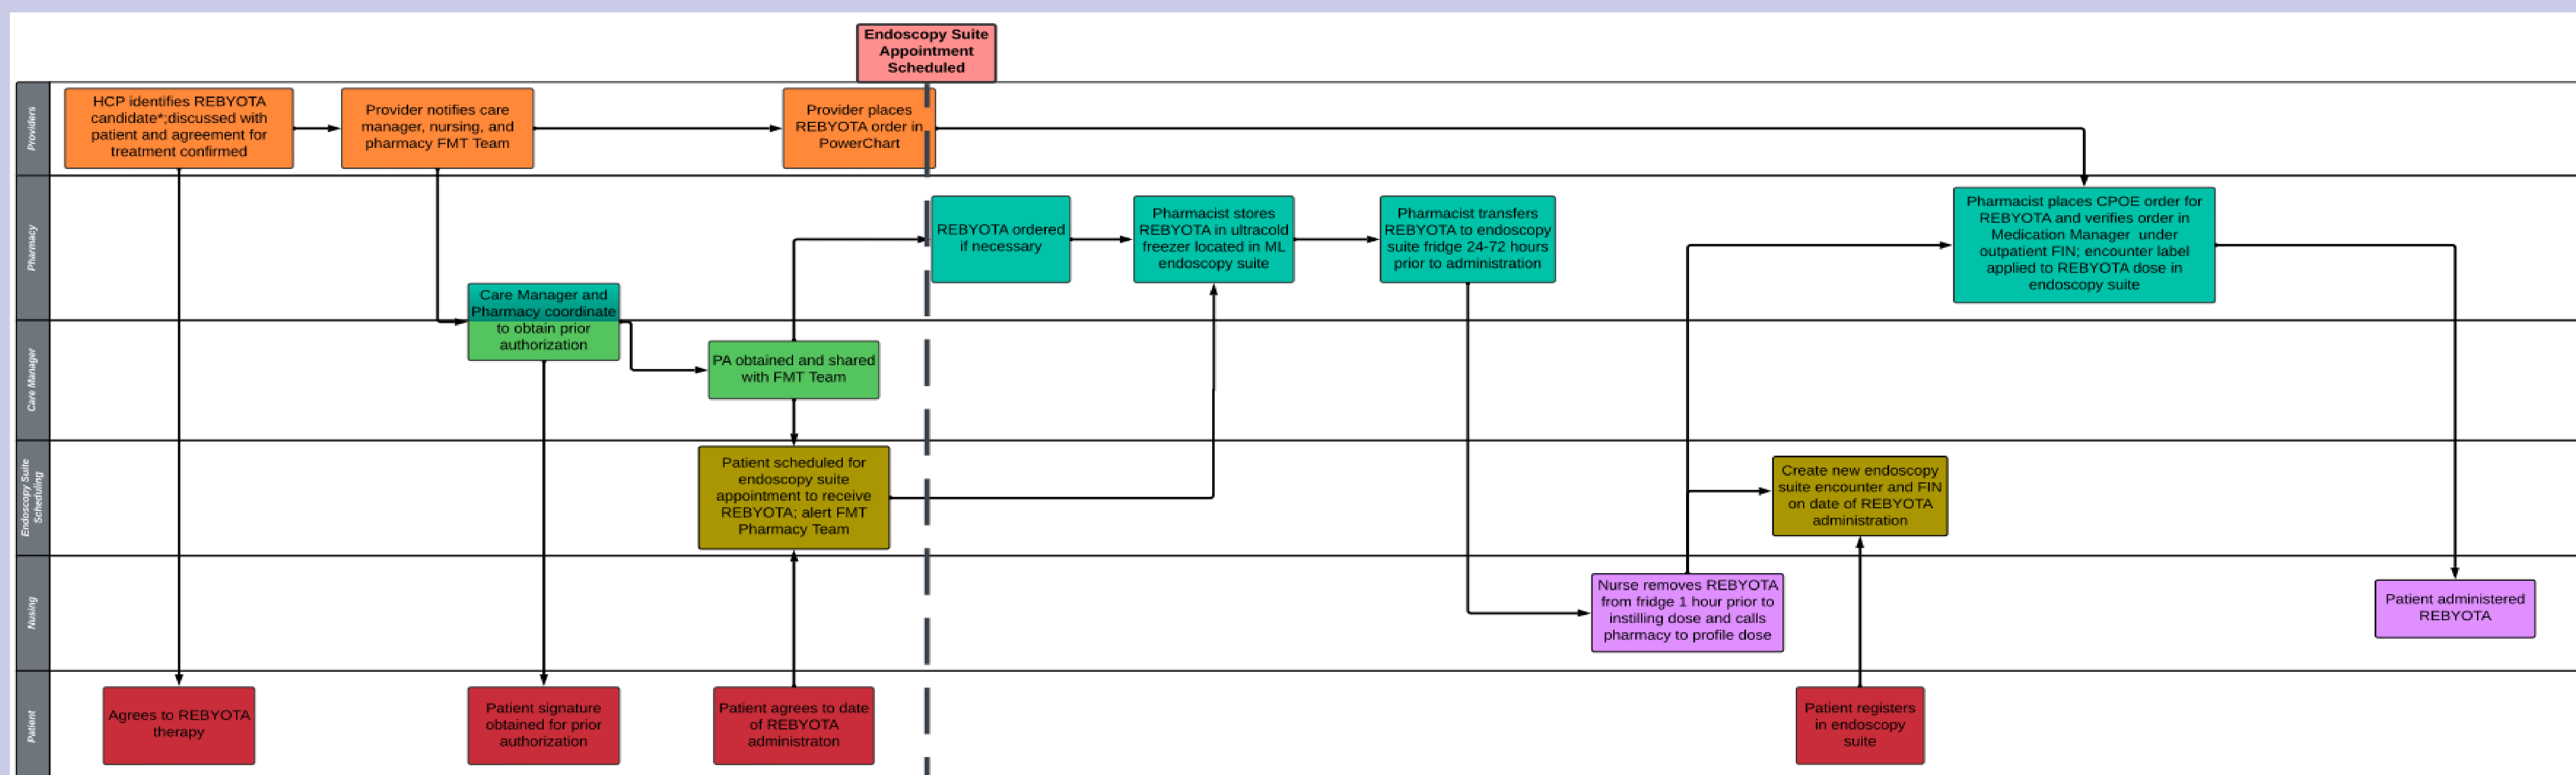 Endoscopy Suite
Appointment
Scheduled
Providers
HCP identifies REBYOTA
candidate*;discussed with
patient and agreement for
treatment confirmed
Provider notifies care
manager, nursing, and
pharmacy FMT Team
Provider places
REBYOTA order in
PowerChart
Pharmacy
REBYOTA ordered
if necessary
Pharmacist stores
REBYOTA in ultracold
freezer located in ML
endoscopy suite
Pharmacist transfers
REBYOTA to endoscopy
suite fridge 24-72 hours
prior to administration
Pharmacist places CPOE order for
REBYOTA and verifies order in
Medication Manager under
outpatient FIN; encounter label
applied to REBYOTA dose in
endoscopy suite
Care Manager and
Pharmacy coordinate
to obtain prior
authorization
Care Manager
PA obtained and shared
with FMT Team
Endoscopy Suite
Scheduling
Patient scheduled for
endoscopy suite
appointment to receive
REBYOTA; alert FMT
Pharmacy Team
Create new endoscopy
suite encounter and FIN
on date of REBYOTA
administration
Nusing
Nurse removes REBYOTA
from fridge 1 hour prior to
instilling dose and calls
pharmacy to profile dose
Patient administered
REBYOTA
Patient
Agrees to REBYOTA
therapy
Patient signature
obtained for prior
authorization
Patient agrees to date
of REBYOTA
administraton
Patient registers
in endoscopy
suite